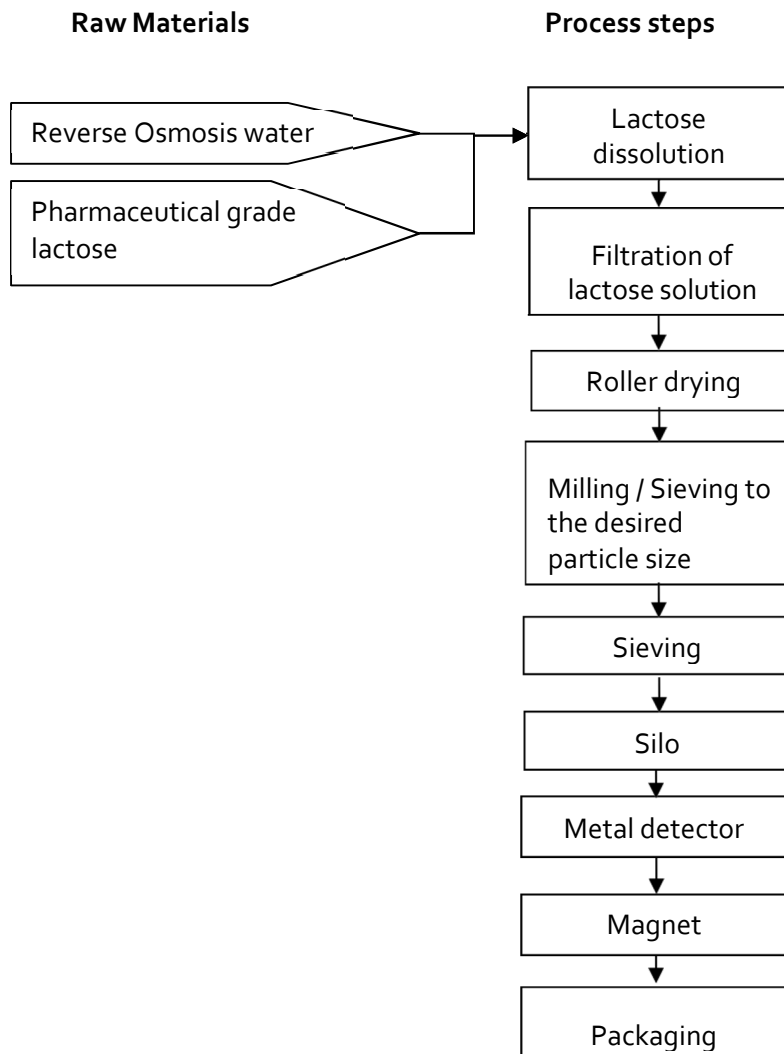 Raw Materials
Process steps
Reverse Osmosis water
Pharmaceutical grade
lactose
Lactose
dissolution
Filtration of
lactose solution
Roller drying
Milling / Sieving to
the desired
particle size
Sieving
Silo
Metal detector
Magnet
Packaging